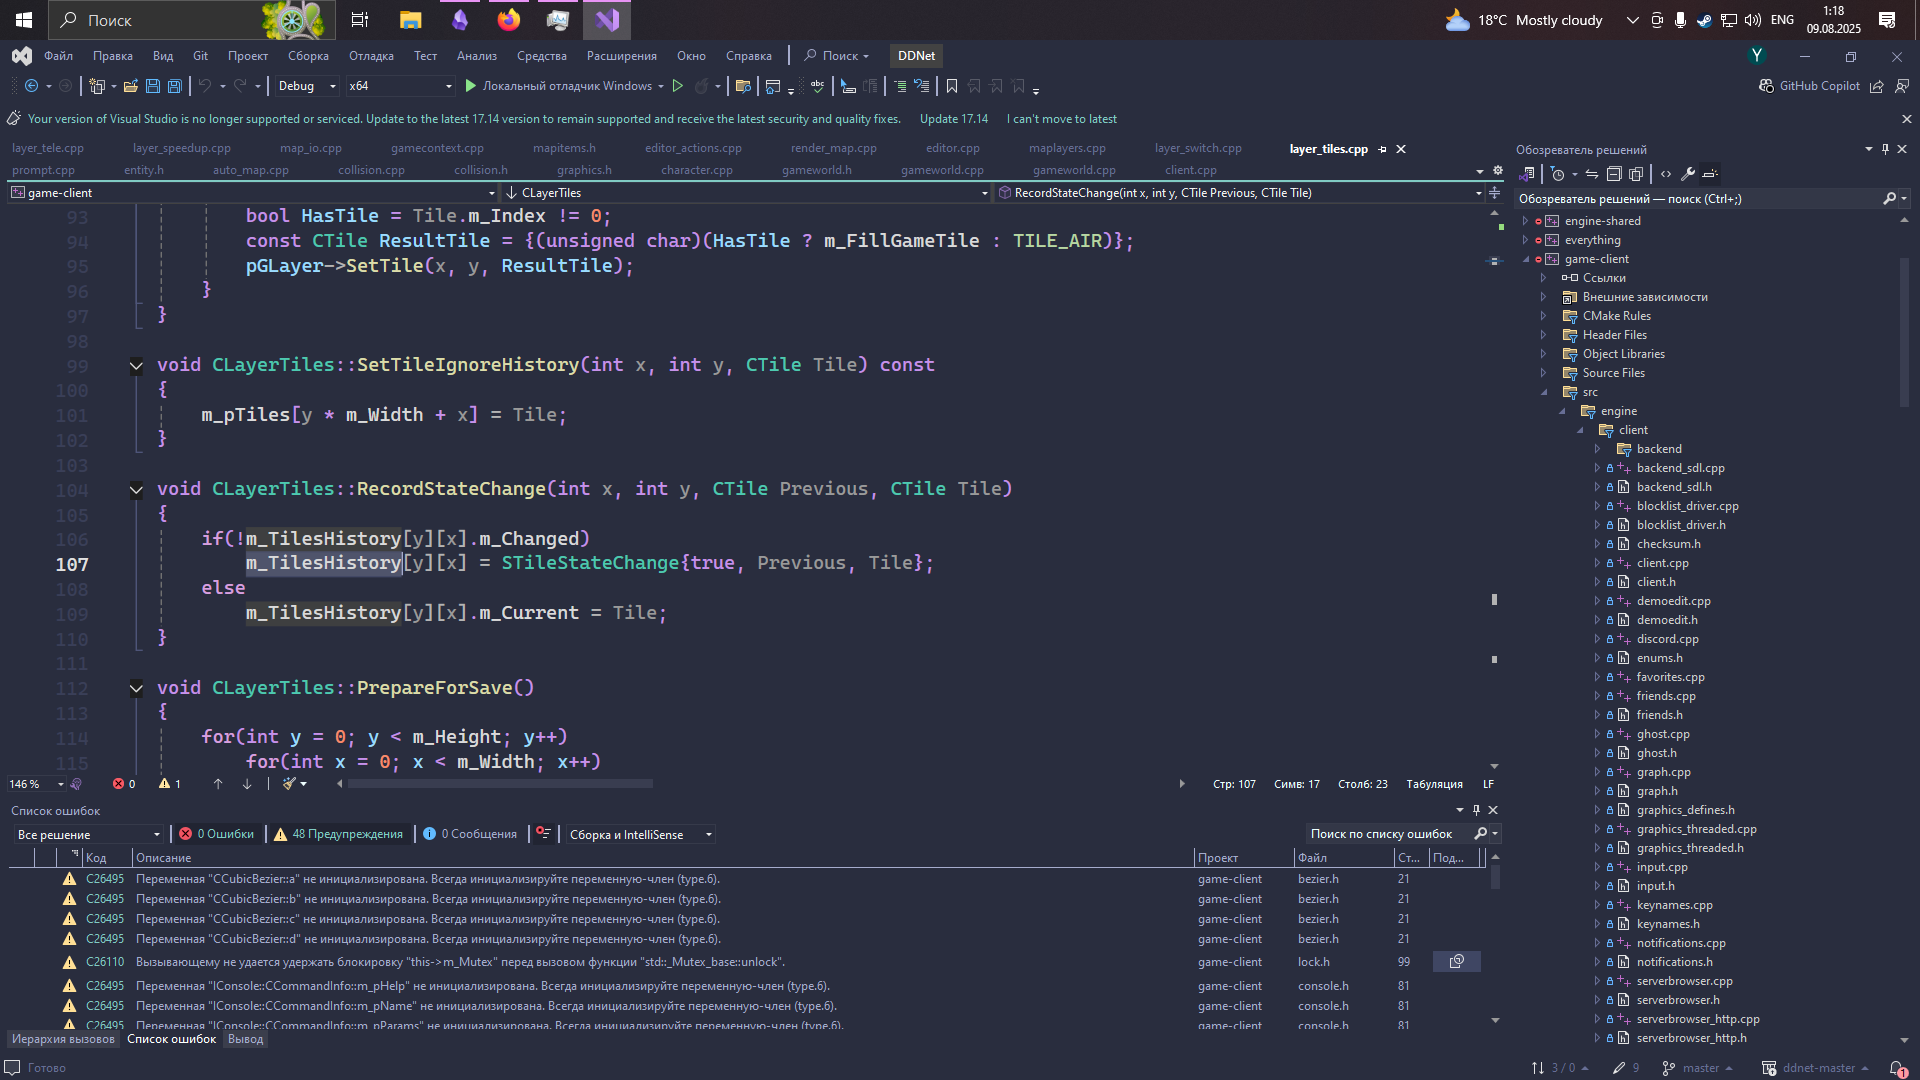 Поиск
18°C Mostly cloudy
ENG
1:18
09.08.2025
Файл Правка Вид Git Проект Сборка Отладка Тест Анализ Средства Расширения Окно Справка Поиск DDNet
Y
Debug x64 Локальный отладчик Windows
GitHub Copilot
Your version of Visual Studio is no longer supported or serviced. Update to the latest 17.14 version to remain supported and receive the latest security and quality fixes. Update 17.14 I can't move to latest
layer_tele.cpp layer_speedup.cpp map_io.cpp gamecontext.cpp mapitems.h editor_actions.cpp render_map.cpp editor.cpp maplayers.cpp layer_switch.cpp layer_tiles.cpp
prompt.cpp entity.h auto_map.cpp collision.cpp collision.h graphics.h character.cpp gameworld.h gameworld.cpp gameworld.cpp client.cpp
game-client CLayerTiles RecordStateChange(int x, int y, CTile Previous, CTile Tile)
93 bool HasTile = Tile.m_Index != 0;
94 const CTile ResultTile = {(unsigned char)(HasTile ? m_FillGameTile : TILE_AIR)};
95 pGLayer->SetTile(x, y, ResultTile);
96 }
97 }
98
99 void CLayerTiles::SetTileIgnoreHistory(int x, int y, CTile Tile) const
100 {
101 m_pTiles[y * m_Width + x] = Tile;
102 }
103
104 void CLayerTiles::RecordStateChange(int x, int y, CTile Previous, CTile Tile)
105 {
106 if(!m_TilesHistory[y][x].m_Changed)
107 m_TilesHistory[y][x] = STileStateChange{true, Previous, Tile};
108 else
109 m_TilesHistory[y][x].m_Current = Tile;
110 }
111
112 void CLayerTiles::PrepareForSave()
113 {
114 for(int y = 0; y < m_Height; y++)
115 for(int x = 0; x < m_Width; x++)
146 % 0 1 Стр: 107 Симв: 17 Столб: 23 Табуляция LF
Список ошибок
Все решение 0 Ошибки 48 Предупреждения 0 Сообщения Сборка и IntelliSense Поиск по списку ошибок
Код Описание Проект Файл Ст... Под...
C26495 Переменная "CCubicBezier::a" не инициализирована. Всегда инициализируйте переменную-член (type.6). game-client bezier.h 21
C26495 Переменная "CCubicBezier::b" не инициализирована. Всегда инициализируйте переменную-член (type.6). game-client bezier.h 21
C26495 Переменная "CCubicBezier::c" не инициализирована. Всегда инициализируйте переменную-член (type.6). game-client bezier.h 21
C26495 Переменная "CCubicBezier::d" не инициализирована. Всегда инициализируйте переменную-член (type.6). game-client bezier.h 21
C26110 Вызывающему не удается удержать блокировку "this->m_Mutex" перед вызовом функции "std::_Mutex_base::unlock". game-client lock.h 99
C26495 Переменная "IConsole::CCommandInfo::m_pHelp" не инициализирована. Всегда инициализируйте переменную-член (type.6). game-client console.h 81
C26495 Переменная "IConsole::CCommandInfo::m_pName" не инициализирована. Всегда инициализируйте переменную-член (type.6). game-client console.h 81
C26495 Переменная "IConsole::CCommandInfo::m_pParams" не инициализирована. Всегда инициализируйте переменную-член (type.6). game-client console.h 81
Иерархия вызовов Список ошибок Вывод
Обозреватель решений
Обозреватель решений — поиск (Ctrl+;)
engine-shared
everything
game-client
Ссылки
Внешние зависимости
CMake Rules
Header Files
Object Libraries
Source Files
src
engine
client
backend
backend_sdl.cpp
backend_sdl.h
blocklist_driver.cpp
blocklist_driver.h
checksum.h
client.cpp
client.h
demoedit.cpp
demoedit.h
discord.cpp
enums.h
favorites.cpp
friends.cpp
friends.h
ghost.cpp
ghost.h
graph.cpp
graph.h
graphics_defines.h
graphics_threaded.cpp
graphics_threaded.h
input.cpp
input.h
keynames.cpp
keynames.h
notifications.cpp
notifications.h
serverbrowser.cpp
serverbrowser.h
serverbrowser_http.cpp
serverbrowser_http.h
Готово 3 / 0 9 master ddnet-master 1